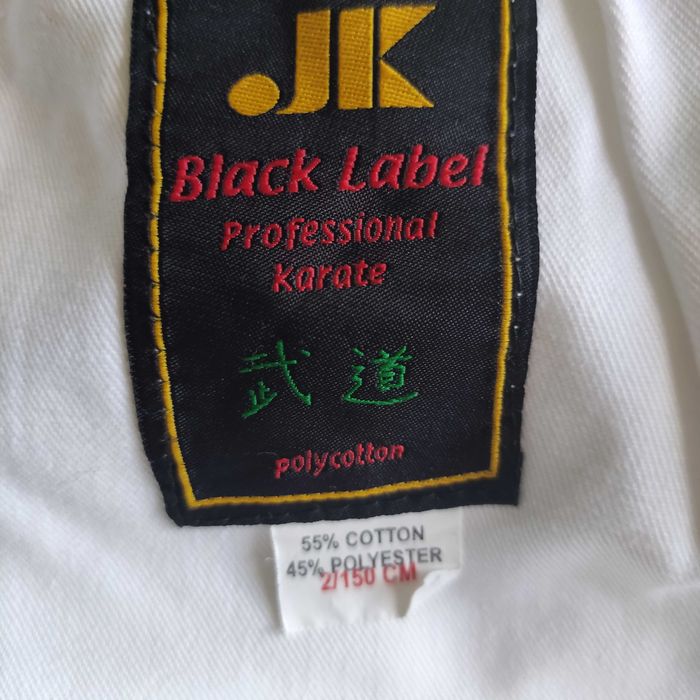 JK
Black Label
Professional
Karate
武道
polycotton
55% COTTON
45% POLYESTER
2/150 CM